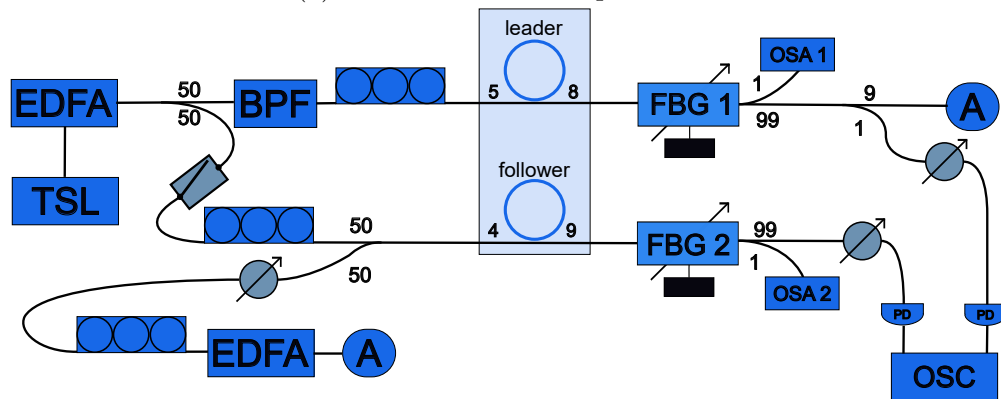 leader
OSA 1
EDFA
50
50
BPF
5
8
FBG 1
1
99
9
1
A
TSL
follower
50
50
4
9
FBG 2
99
1
OSA 2
PD
PD
EDFA
A
OSC